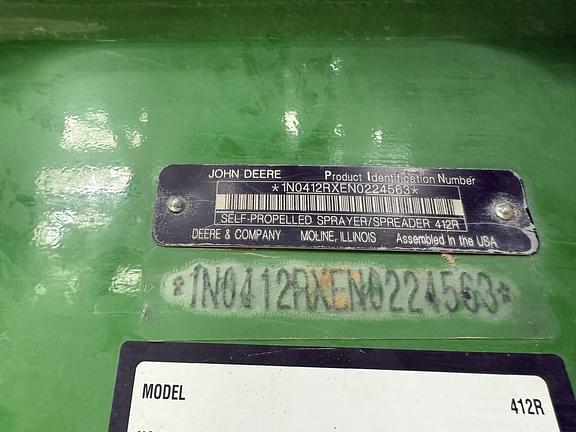 JOHN DEERE Product Identification Number
*1N0412RXEN0224563*
SELF-PROPELLED SPRAYER/SPREADER 412R
DEERE & COMPANY MOLINE, ILLINOIS Assembled in the USA
*1N0412RXEN0224563*
MODEL 412R